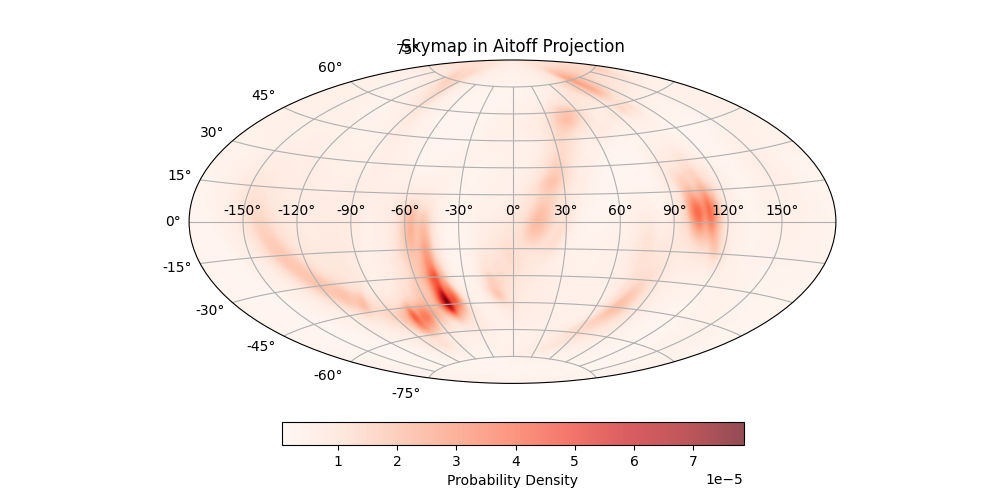 Skymap in Aitoff Projection
75°
60°
45°
30°
15°
-150° -120° -90° -60° -30° 0° 30° 60° 90° 120° 150°
0°
-15°
-30°
-45°
-60°
-75°
1 2 3 4 5 6 7
1e−5
Probability Density